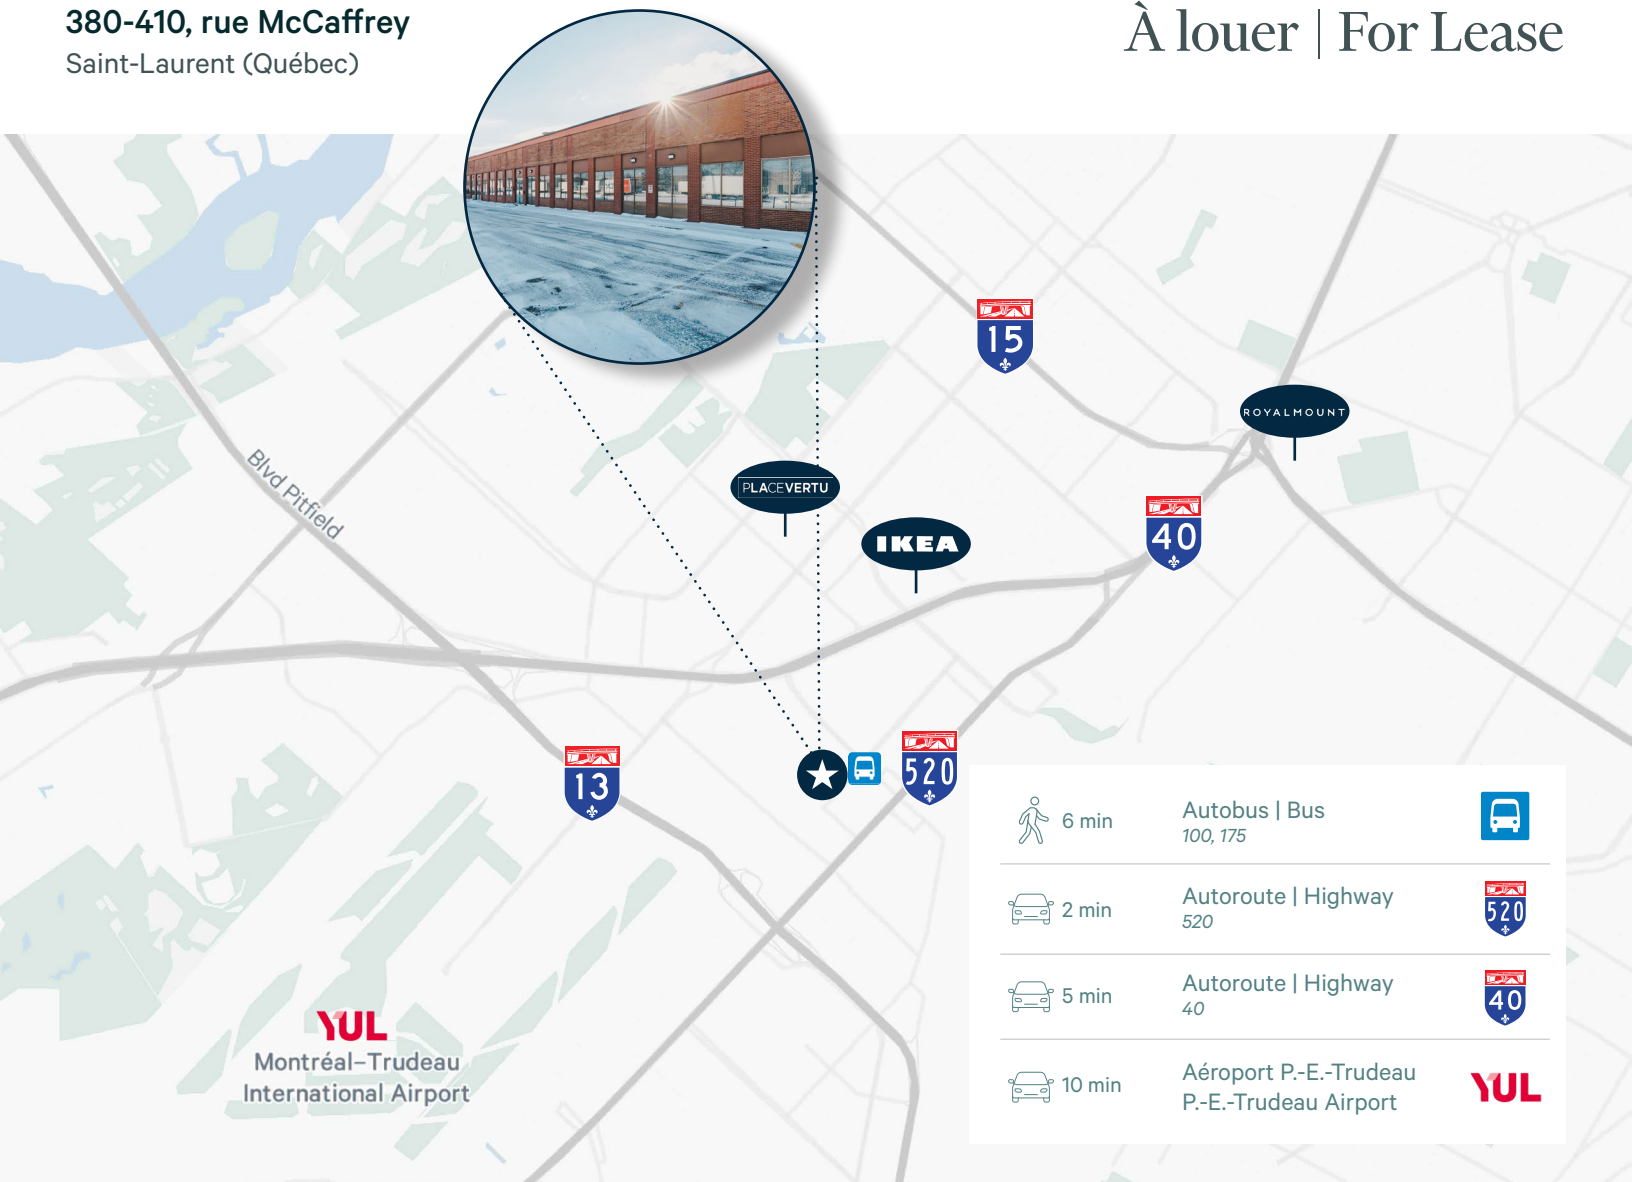 380-410, rue McCaffrey
Saint-Laurent (Québec)
À louer | For Lease
15
ROYALMOUNT
Blvd Pitfield
PLACEVERTU
IKEA
40
13
520
6 min
Autobus | Bus
100, 175
2 min
Autoroute | Highway
520
520
5 min
Autoroute | Highway
40
40
10 min
Aéroport P.-E.-Trudeau
P.-E.-Trudeau Airport
YUL
YUL
Montréal–Trudeau
International Airport